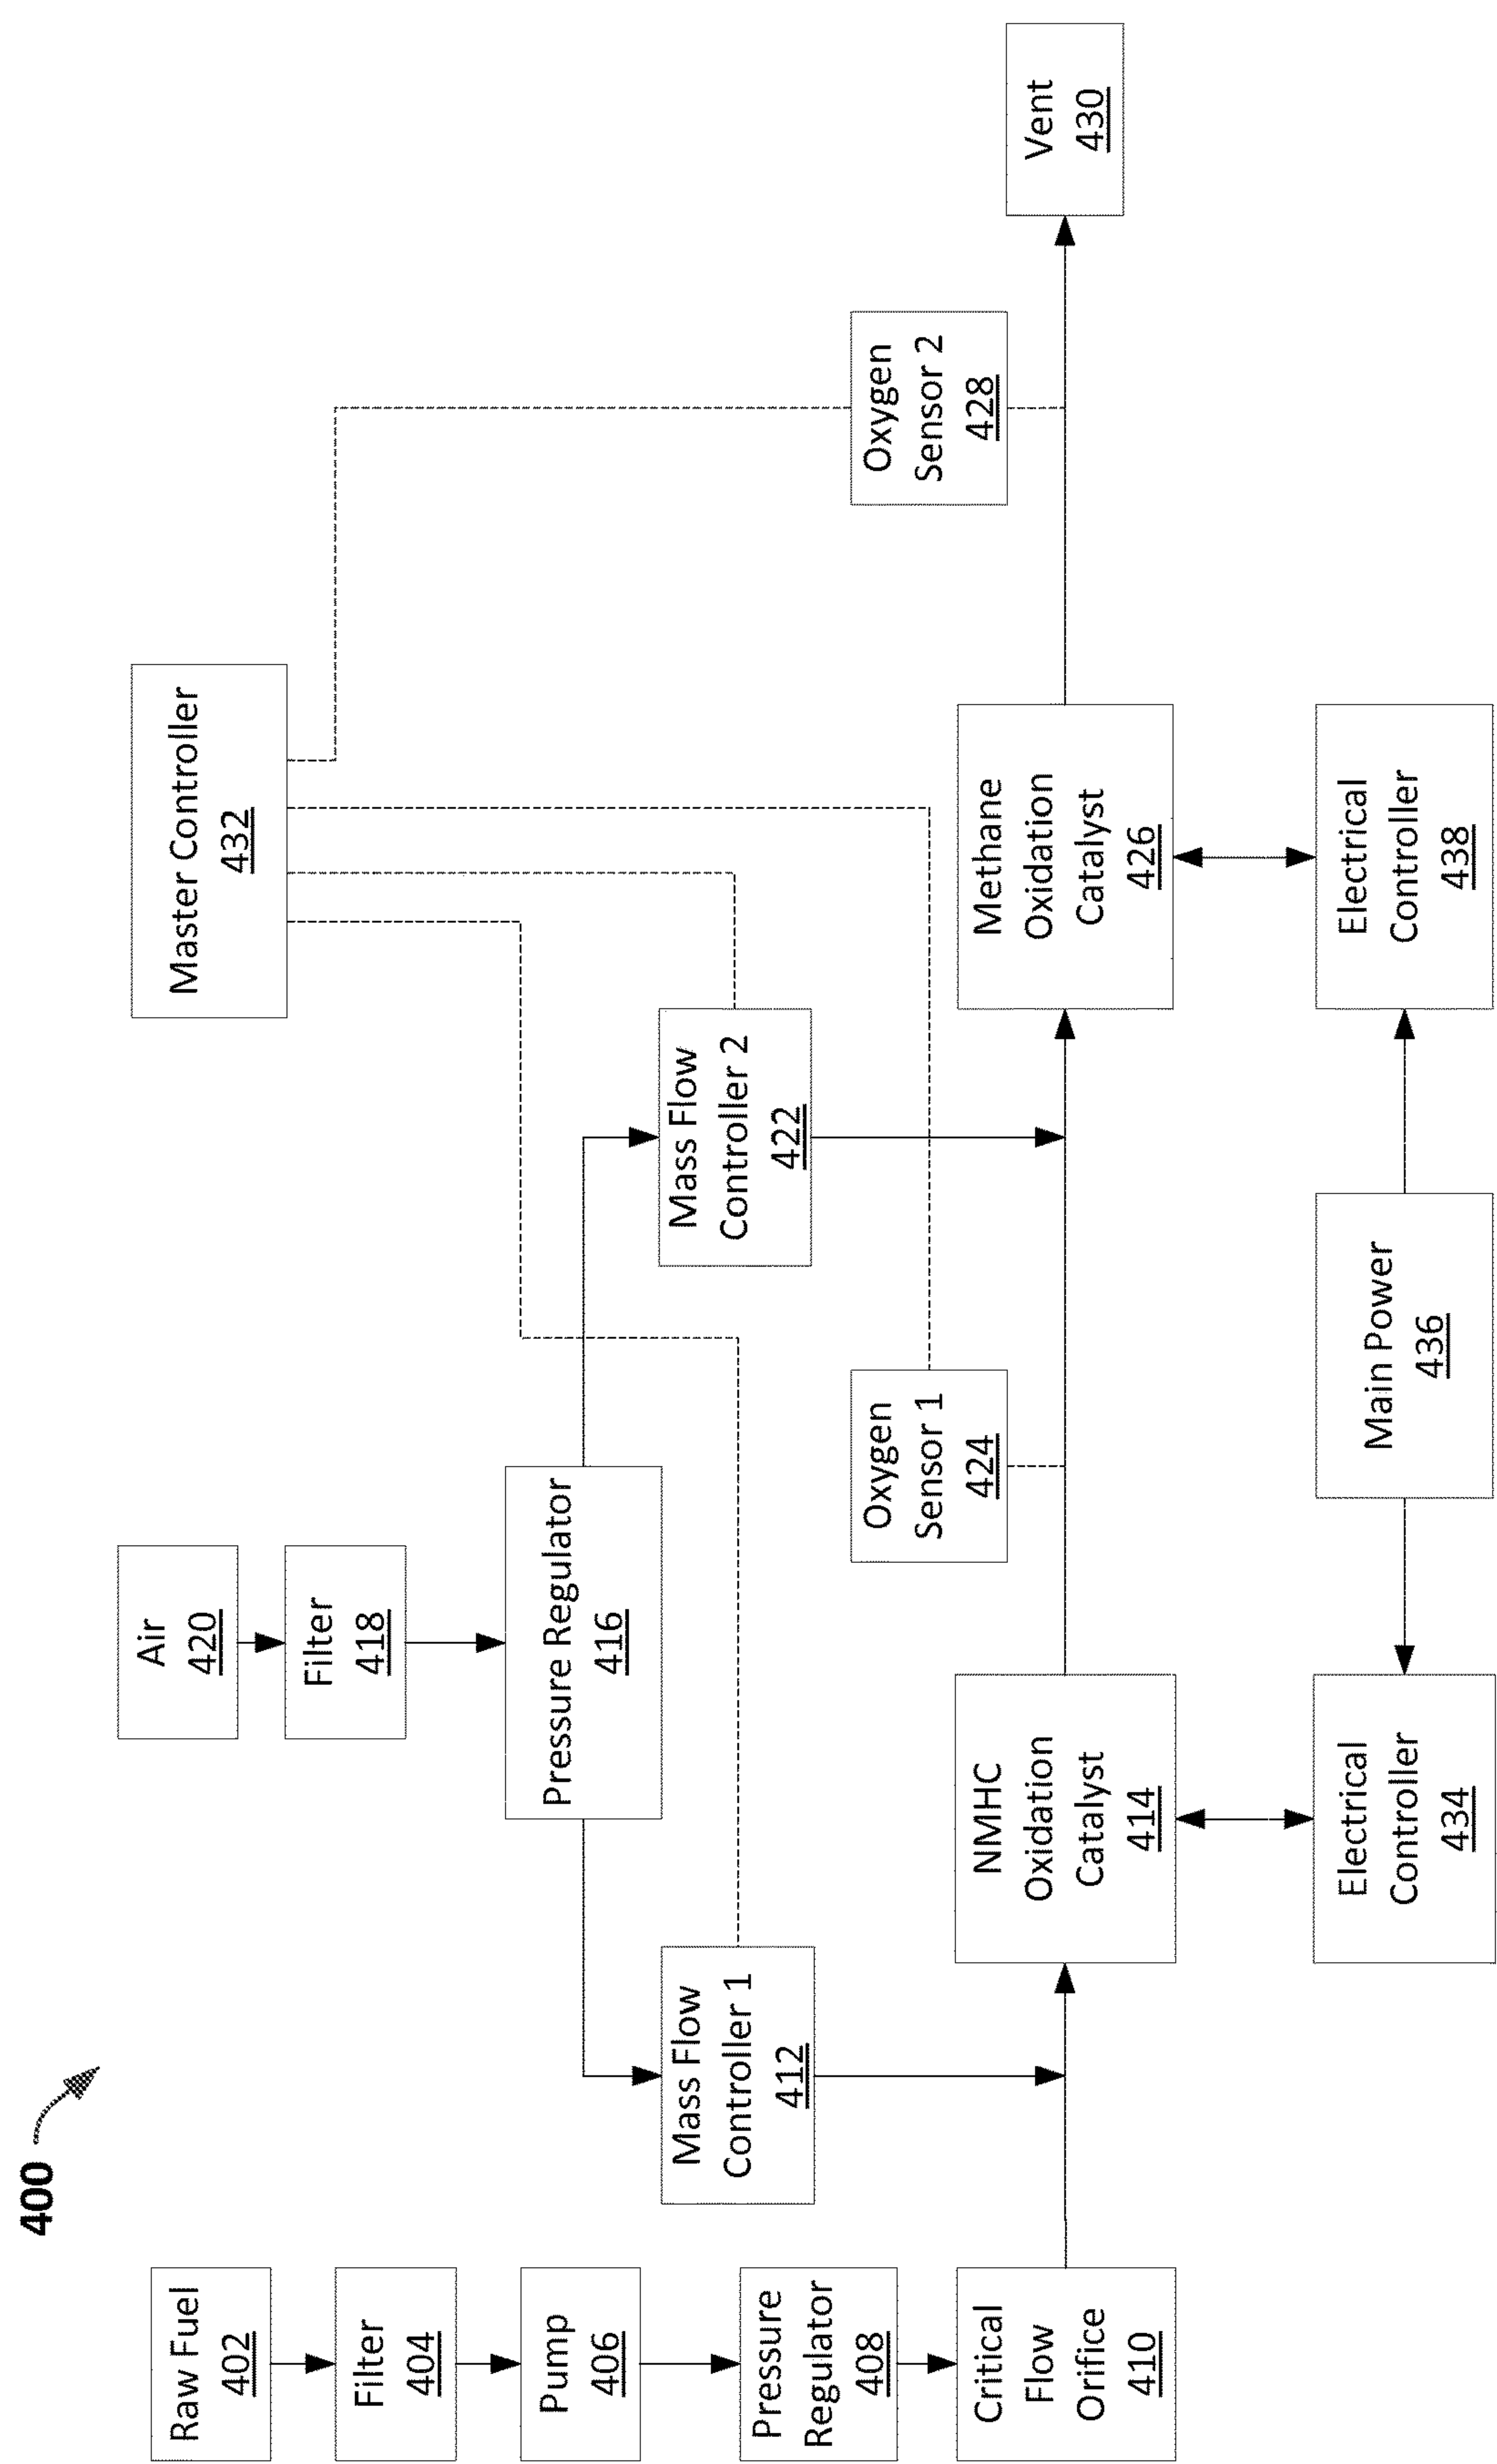 400
Raw Fuel
402
Filter
404
Pump
406
Pressure
Regulator
408
Critical
Flow
Orifice
410
Mass Flow
Controller 1
412
Air
420
Filter
418
Pressure Regulator
416
NMHC
Oxidation
Catalyst
414
Electrical
Controller
434
Oxygen
Sensor 1
424
Main Power
436
Mass Flow
Controller 2
422
Master Controller
432
Methane
Oxidation
Catalyst
426
Electrical
Controller
438
Oxygen
Sensor 2
428
Vent
430